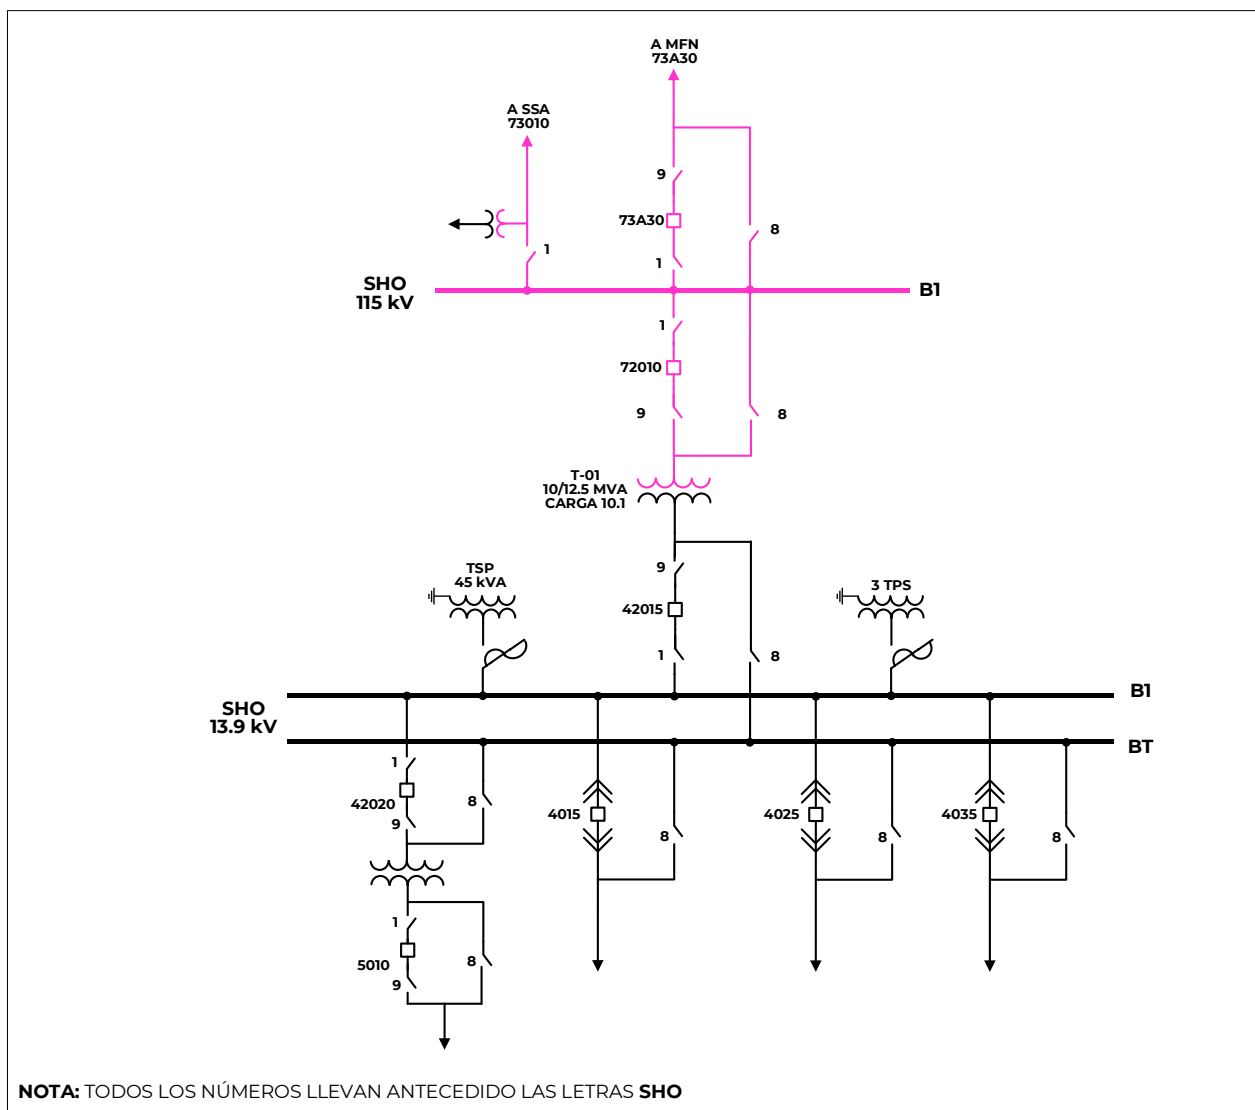 A MFN
73A30
A SSA
73010
9
73A30
8
1
1
SHO
115 kV
B1
1
72010
9
8
T-01
10/12.5 MVA
CARGA 10.1
TSP
45 kVA
9
3 TPS
42015
1
8
B1
SHO
13.9 kV
BT
1
42020
8
9
4015
8
4025
8
4035
8
1
5010
8
9
NOTA: TODOS LOS NÚMEROS LLEVAN ANTECEDIDO LAS LETRAS SHO